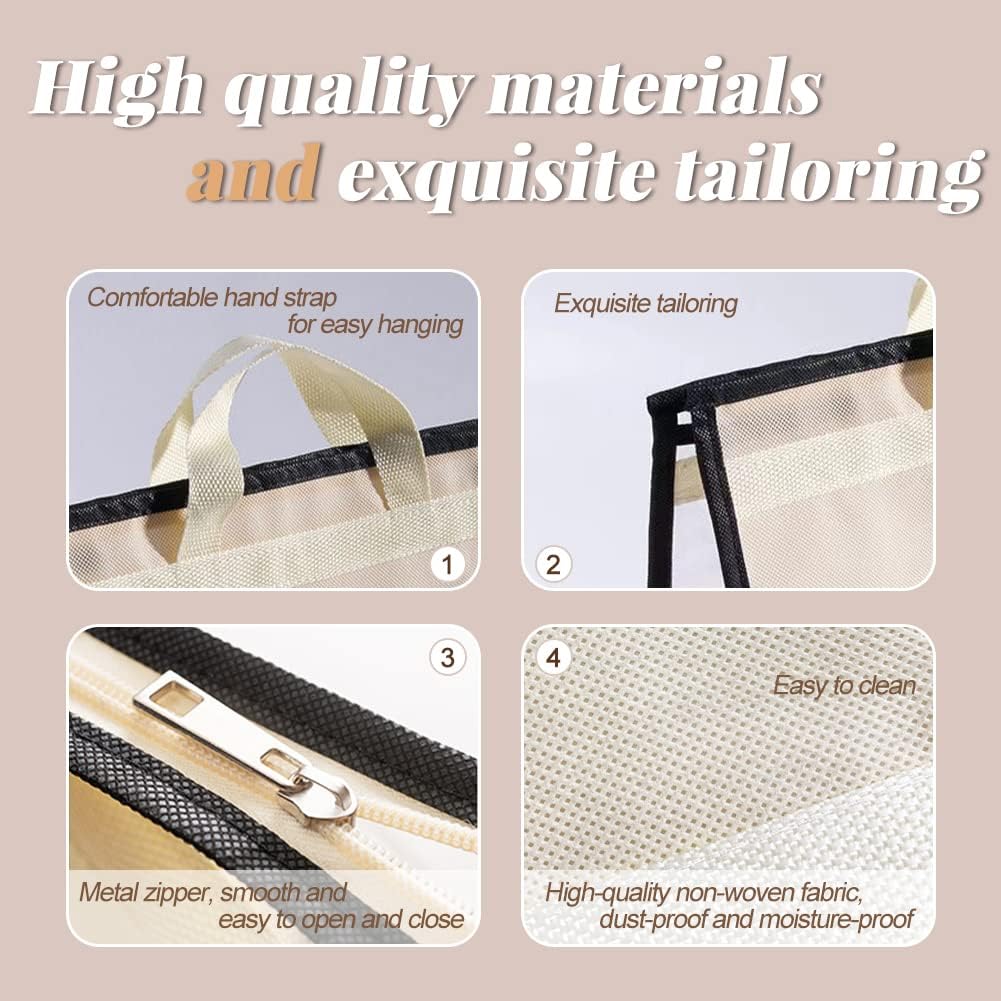 High quality materials
and exquisite tailoring
Comfortable hand strap
for easy hanging
1
Exquisite tailoring
2
3
Metal zipper, smooth and
easy to open and close
4
Easy to clean
High-quality non-woven fabric,
dust-proof and moisture-proof